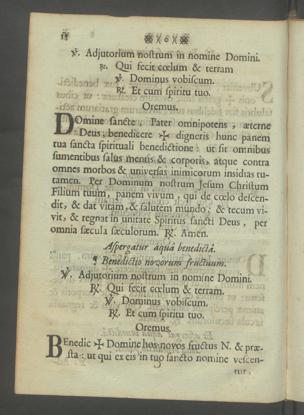 6
℣. Adjutorium nostrum in nomine Domini.
℟. Qui fecit cœlum & terram
℣. Dominus vobiscum.
℟. Et cum spiritu tuo.
Oremus.
Domine sancte, Pater omnipotens, æterne
Deus, benedicere ✠ digneris hunc panem
tua sancta spirituali benedictione: ut sit omnibus
sumentibus salus mentis & corporis, atque contra
omnes morbos & universas inimicorum insidias tu-
tamen. Per Dominum nostrum Jesum Christum
Filium tuum, panem vivum, qui de cœlo descen-
dit, & dat vitam, & salutem mundo; & tecum vi-
vit, & regnat in unitate Spiritus sancti Deus, per
omnia sæcula sæculorum. ℟. Amen.
Aspergatur aquâ benedictâ.
¶ Benedictio novorum fructuum.
℣. Adjutorium nostrum in nomine Domini.
℟. Qui fecit cœlum & terram
℣. Dominus vobiscum.
℟. Et cum spiritu tuo.
Oremus.
Benedic ✠ Domine hos novos fructus N. & præ-
sta: ut qui ex eis in tuo sancto nomine vescen-
tur,